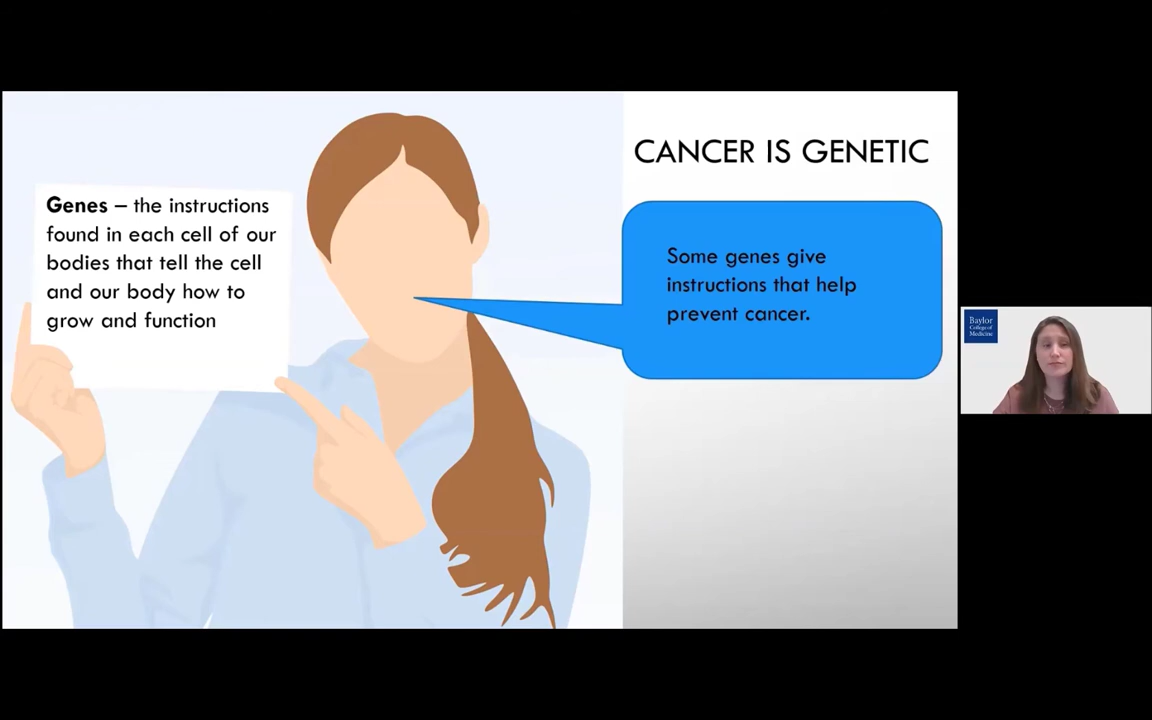 CANCER IS GENETIC
Genes – the instructions
found in each cell of our
bodies that tell the cell
and our body how to
grow and function
Some genes give
instructions that help
prevent cancer.
Baylor
College of
Medicine